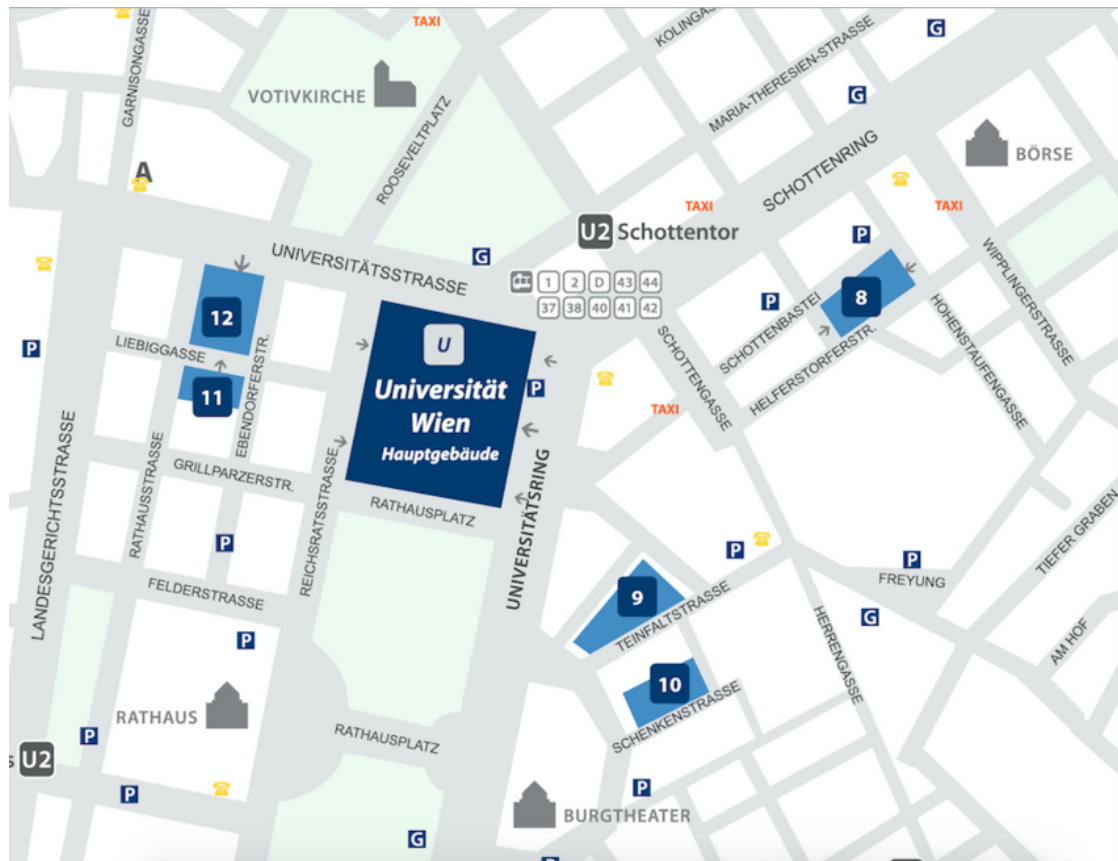 TAXI
G
KOLINGAS
GARNISONGASSE
VOTIVKIRCHE
MARIA-THERESIEN-STRASSE
G
ROOSEVELTPLATZ
BÖRSE
A
SCHOTTENRING
TAXI
TAXI
U2 Schottentor
P
UNIVERSITÄTSSTRASSE
G
1 2 D 43 44
37 38 40 41 42
WIPPLINGERSTRASSE
P
8
12
SCHOTTENBASTEI
HOHENSTAUFENGASSE
P
LIEBIGGASSE
U
Universität
Wien
Hauptgebäude
P
SCHOTTENGASSE
HELFERSTORFERSTR.
11
EBENDORFERSTR.
TAXI
GRILLPARZERSTR.
LANDESGERICHTSSTRASSE
RATHAUSSTRASSE
REICHSRATSSTRASSE
RATHAUSPLATZ
UNIVERSITÄTSRING
P
P
P
FREYUNG
TIEFER GRABEN
FELDERSTRASSE
9
TEINFALTSTRASSE
HERRENGASSE
G
AM HOF
P
10
SCHENKENSTRASSE
RATHAUS
RATHAUSPLATZ
P
s U2
P
P
BURGTHEATER
G
P